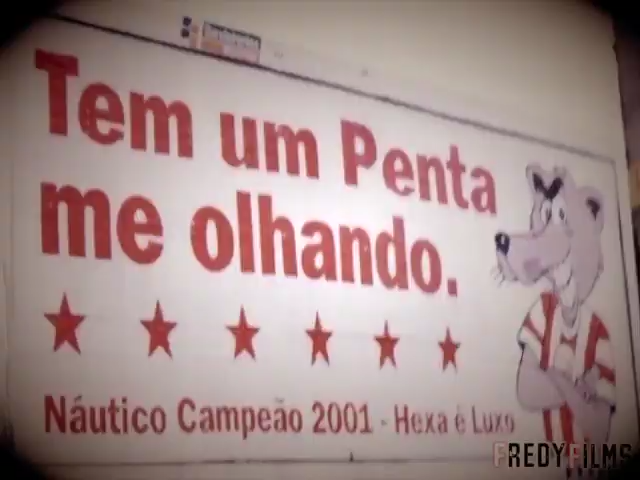 Tem um Penta
me olhando.
Náutico Campeão 2001 - Hexa é Luxo
FREDY FILMS